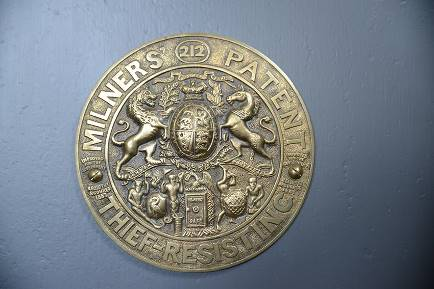 MILNERS' 212 PATENT
THIEF-RESISTING